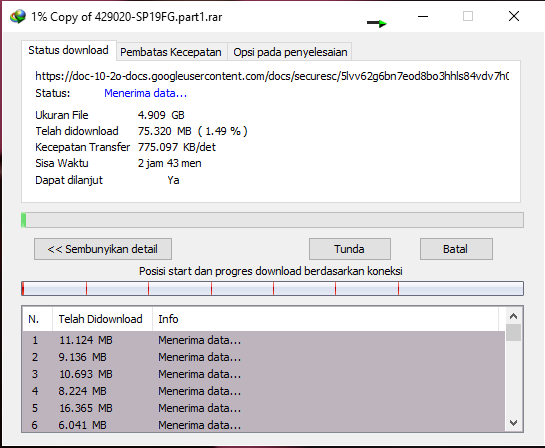 1% Copy of 429020-SP19FG.part1.rar
Status download
Pembatas Kecepatan
Opsi pada penyelesaian
https://doc-10-2o-docs.googleusercontent.com/docs/securesc/5lvv62g6bn7eod8bo3hhls84vdv7h0
Status: Menerima data...
Ukuran File 4.909 GB
Telah didownload 75.320 MB ( 1.49 % )
Kecepatan Transfer 775.097 KB/det
Sisa Waktu 2 jam 43 men
Dapat dilanjut Ya
<< Sembunyikan detail
Tunda
Batal
Posisi start dan progres download berdasarkan koneksi
N. Telah Didownload Info
1 11.124 MB Menerima data...
2 9.136 MB Menerima data...
3 10.693 MB Menerima data...
4 8.224 MB Menerima data...
5 16.365 MB Menerima data...
6 6.041 MB Menerima data...